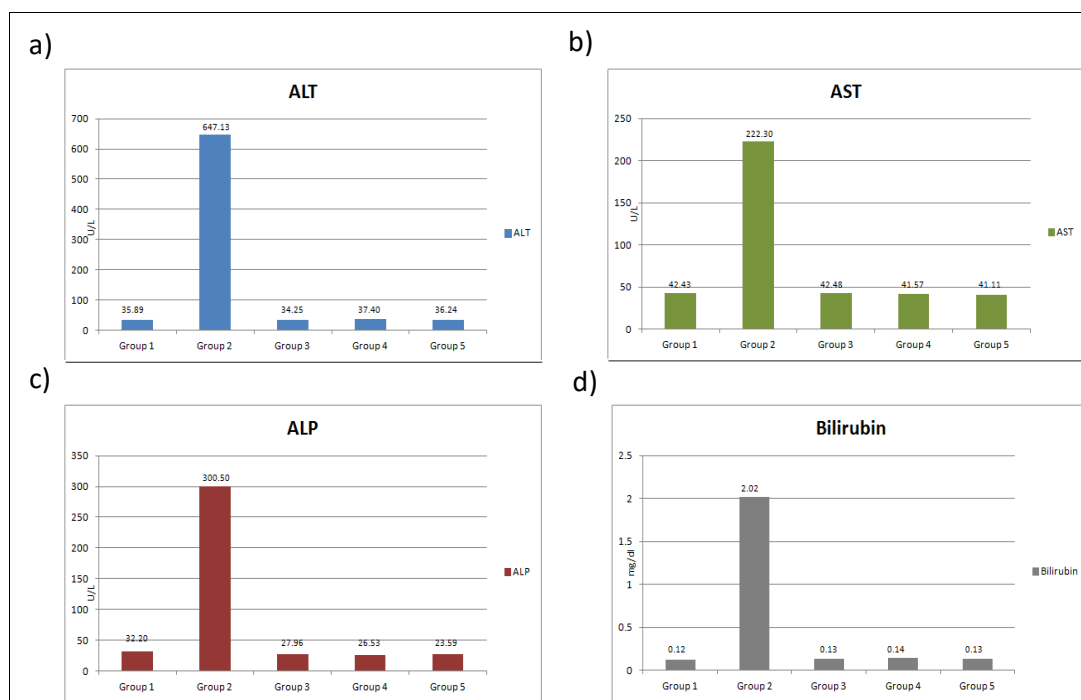 a)
ALT
700
600
500
400
300
200
100
0
U/L
647.13
35.89
34.25
37.40
36.24
Group 1 Group 2 Group 3 Group 4 Group 5
ALT
b)
AST
250
200
150
100
50
0
U/L
222.30
42.43
42.48
41.57
41.11
Group 1 Group 2 Group 3 Group 4 Group 5
AST
c)
ALP
350
300
250
200
150
100
50
0
U/L
300.50
32.20
27.96
26.53
23.59
Group 1 Group 2 Group 3 Group 4 Group 5
ALP
d)
Bilirubin
2.5
2
1.5
1
0.5
0
mg/dl
2.02
0.12
0.13
0.14
0.13
Group 1 Group 2 Group 3 Group 4 Group 5
Bilirubin